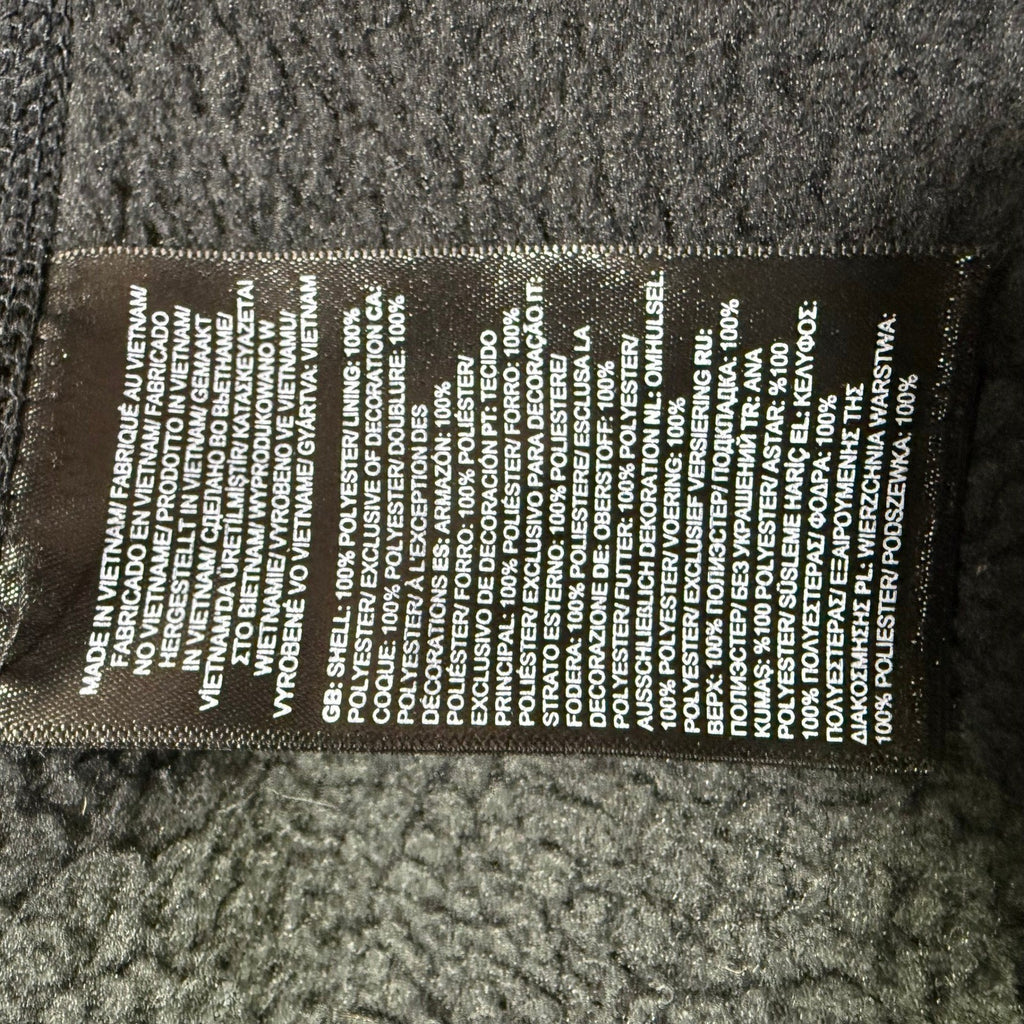 MADE IN VIETNAM/ FABRIQUÉ AU VIETNAM/
FABRICADO EN VIETNAM/ FABRICADO
NO VIETNAME/ PRODOTTO IN VIETNAM/
HERGESTELLT IN VIETNAM/ GEMAAKT
IN VIETNAM/ СДЕЛАНО ВО ВЬЕТНАМЕ/
VİETNAM'DA ÜRETİLMİŞTİR/ ΚΑΤΑΣΚΕΥΑΖΕΤΑΙ
ΣΤΟ ΒΙΕΤΝΑΜ/ WYPRODUKOWANO W
WIETNAMIE/ VYROBENO VE VIETNAMU/
VYROBENÉ VO VIETNAME/ GYÁRTVA: VIETNAM
GB: SHELL: 100% POLYESTER/ LINING: 100%
POLYESTER/ EXCLUSIVE OF DECORATION CA:
COQUE: 100% POLYESTER/ DOUBLURE: 100%
POLYESTER/ À L'EXCEPTION DES
DÉCORATIONS ES: ARMAZÓN: 100%
POLIÉSTER/ FORRO: 100% POLIÉSTER/
EXCLUSIVO DE DECORACIÓN PT: TECIDO
PRINCIPAL: 100% POLIÉSTER/ FORRO: 100%
POLIÉSTER/ EXCLUSIVO PARA DECORAÇÃO IT:
STRATO ESTERNO: 100% POLIESTERE/
FODERA: 100% POLIESTERE/ ESCLUSA LA
DECORAZIONE DE: OBERSTOFF: 100%
POLYESTER/ FUTTER: 100% POLYESTER/
AUSSCHLIEßLICH DEKORATION NL: OMHULSEL:
100% POLYESTER/ VOERING: 100%
POLYESTER/ EXCLUSIEF VERSIERING RU:
ВЕРХ: 100% ПОЛИЭСТЕР/ ПОДКЛАДКА: 100%
ПОЛИЭСТЕР/ БЕЗ УКРАШЕНИЙ TR: ANA
KUMAŞ: %100 POLYESTER/ ASTAR: %100
POLYESTER/ SÜSLEME HARİÇ EL: ΚΕΛΥΦΟΣ:
100% ΠΟΛΥΕΣΤΕΡΑΣ/ ΦΟΔΡΑ: 100%
ΠΟΛΥΕΣΤΕΡΑΣ/ ΕΞΑΙΡΟΥΜΕΝΗΣ ΤΗΣ
ΔΙΑΚΟΣΜΗΣΗΣ PL: WIERZCHNIA WARSTWA:
100% POLIESTER/ PODSZEWKA: 100%